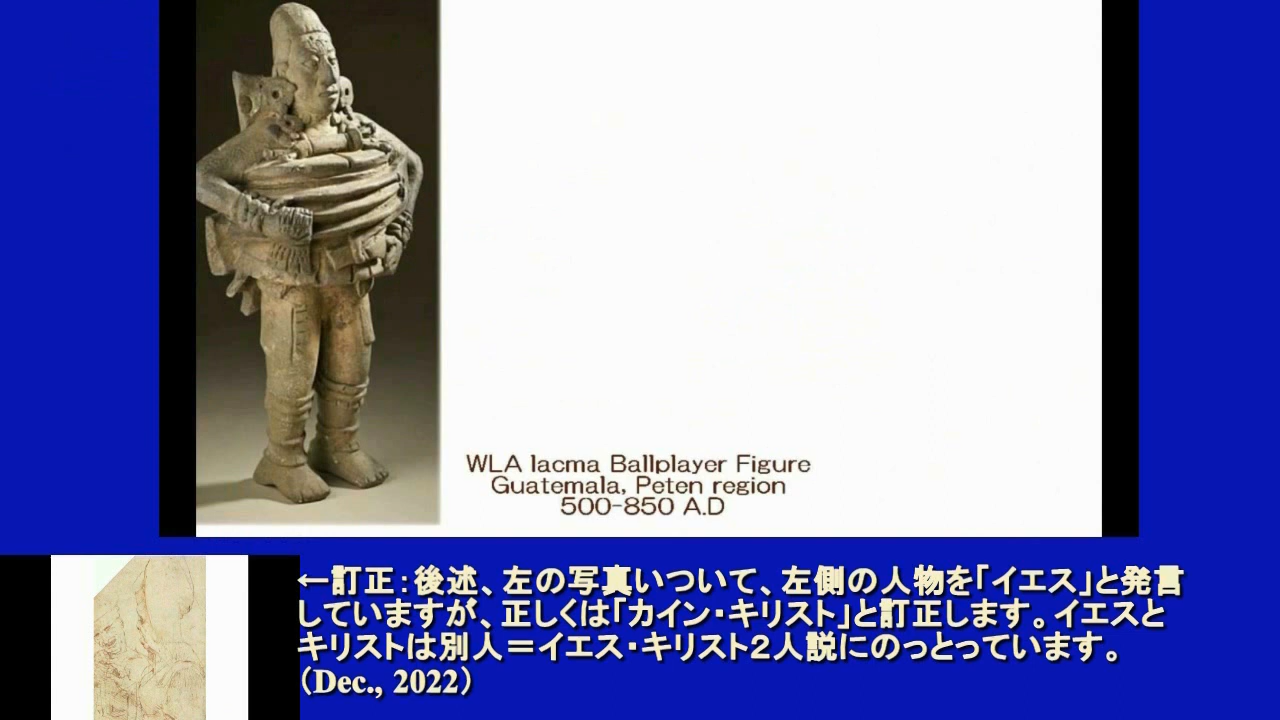 WLA lacma Ballplayer Figure
Guatemala, Peten region
500-850 A.D
←訂正：後述、左の写真いついて、左側の人物を「イエス」と発言
していますが、正しくは「カイン・キリスト」と訂正します。イエスと
キリストは別人＝イエス・キリスト２人説にのっとっています。
（Dec., 2022）